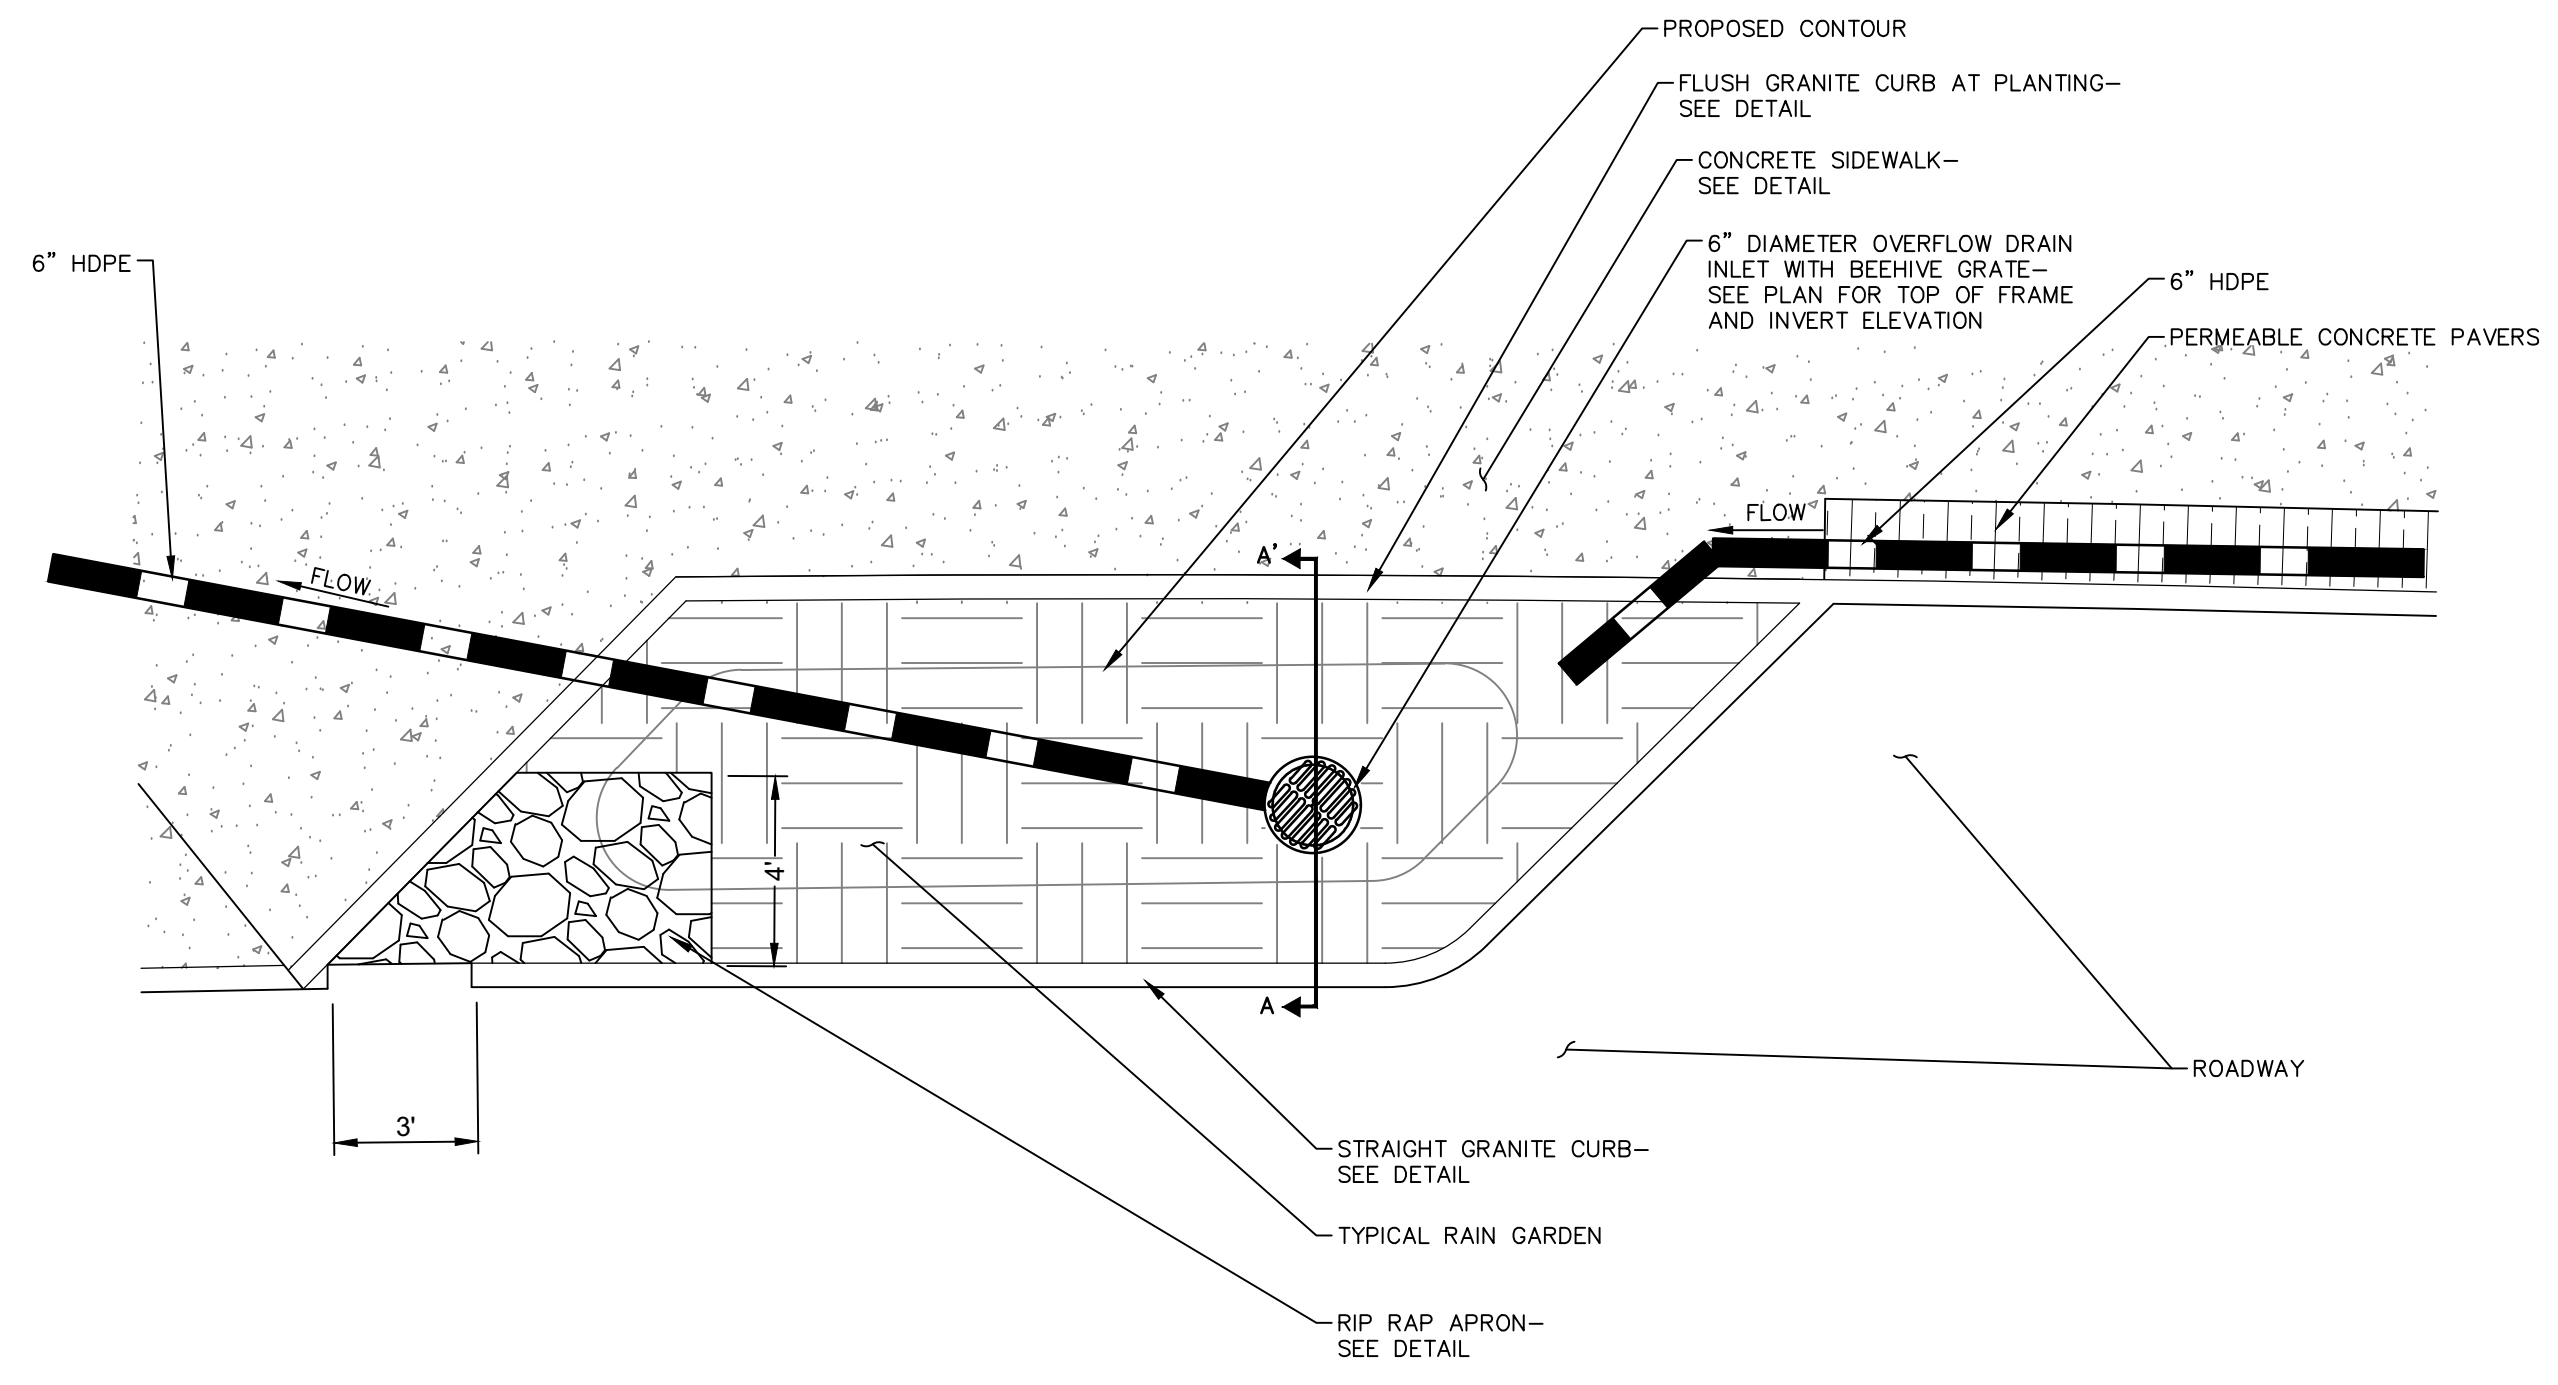 PROPOSED CONTOUR
FLUSH GRANITE CURB AT PLANTING–
SEE DETAIL
CONCRETE SIDEWALK–
SEE DETAIL
6" DIAMETER OVERFLOW DRAIN
INLET WITH BEEHIVE GRATE–
SEE PLAN FOR TOP OF FRAME
AND INVERT ELEVATION
6" HDPE
6" HDPE
PERMEABLE CONCRETE PAVERS
FLOW
FLOW
A'
4'
A
ROADWAY
3'
STRAIGHT GRANITE CURB–
SEE DETAIL
TYPICAL RAIN GARDEN
RIP RAP APRON–
SEE DETAIL